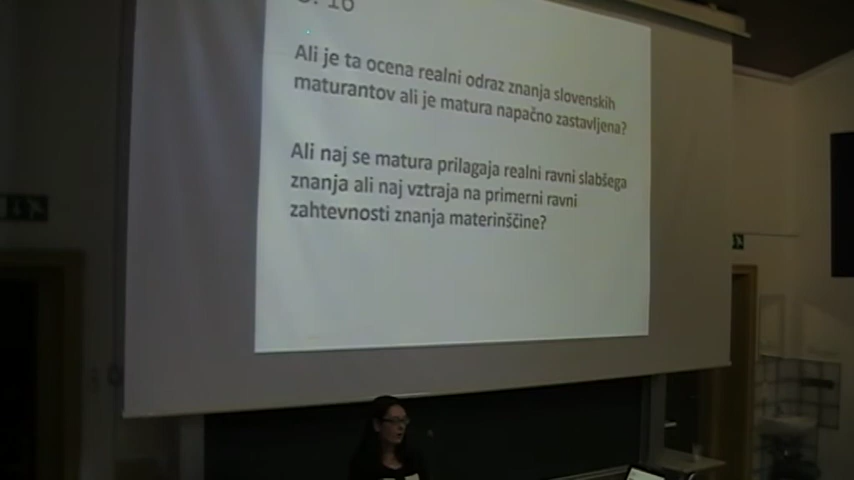 Ali je ta ocena realni odraz znanja slovenskih
maturantov ali je matura napačno zastavljena?
Ali naj se matura prilagaja realni ravni slabšega
znanja ali naj vztraja na primerni ravni
zahtevnosti znanja materinščine?